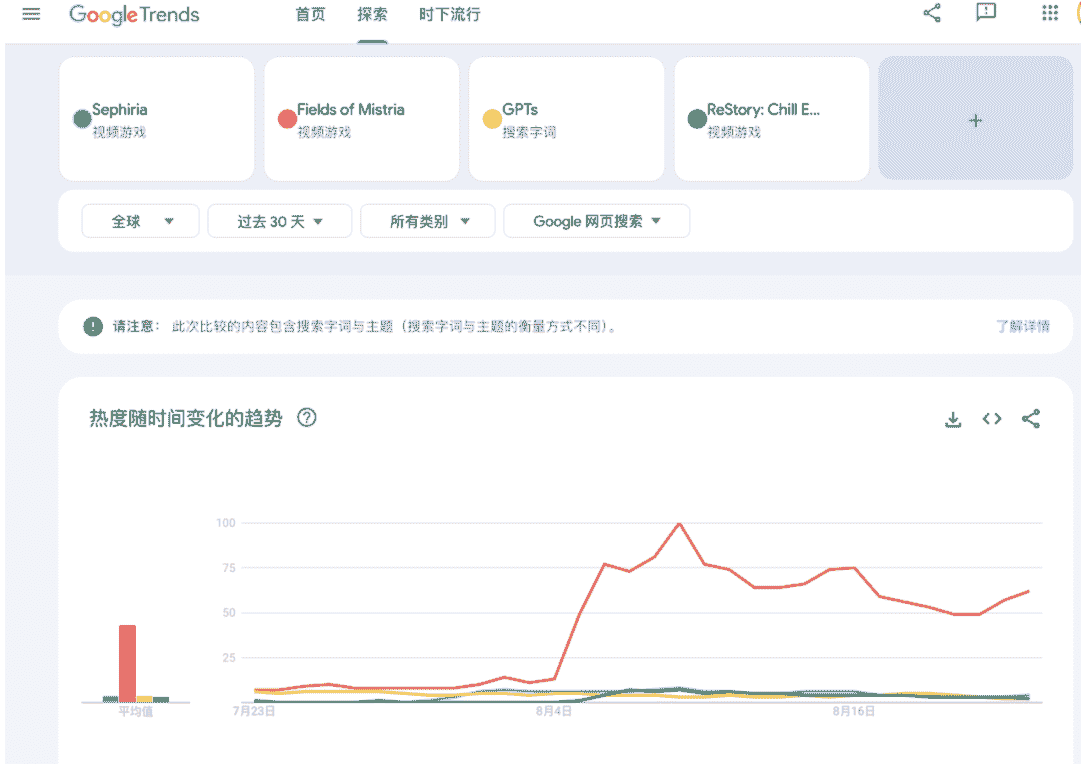 Google Trends
首页 探索 时下流行
Sephiria
视频游戏
Fields of Mistria
视频游戏
GPTs
搜索字词
ReStory: Chill E...
视频游戏
+
全球
过去 30 天
所有类别
Google 网页搜索
! 请注意： 此次比较的内容包含搜索字词与主题（搜索字词与主题的衡量方式不同）。 了解详情
热度随时间变化的趋势 ?
100
75
50
25
平均值
7月23日
8月4日
8月16日